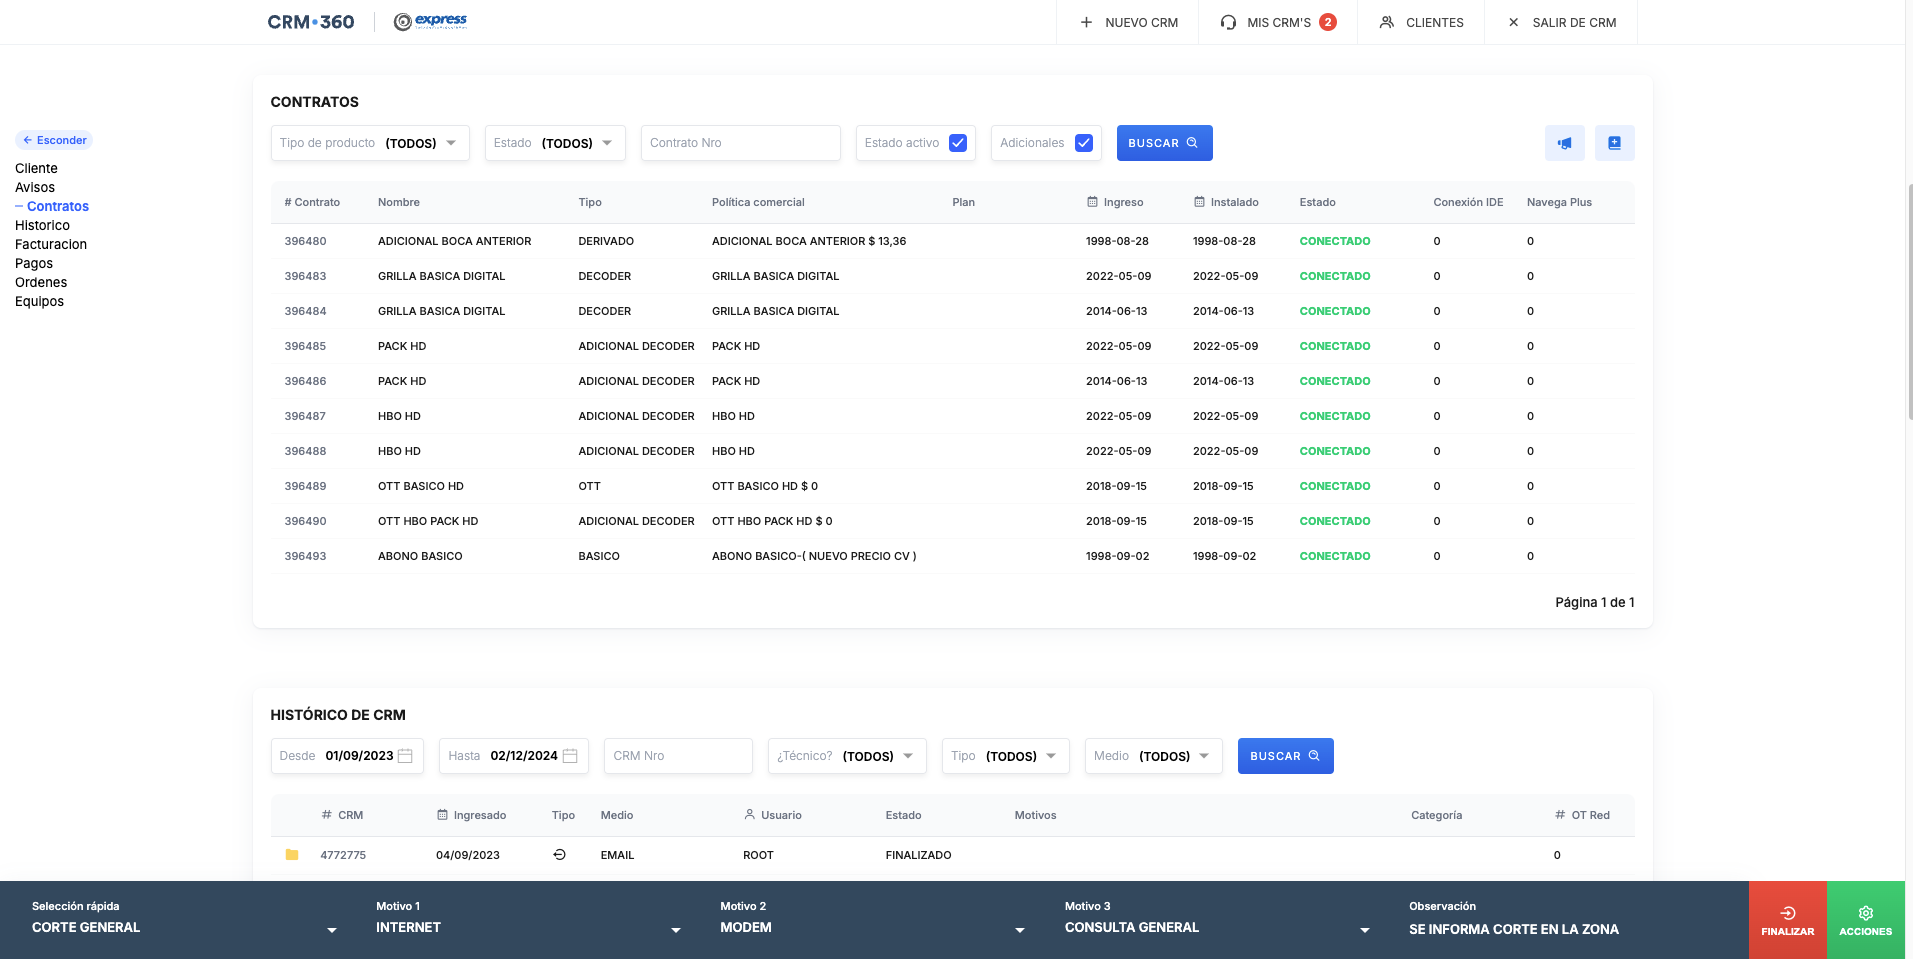 CRM•360 express
NUEVO CRM
MIS CRM'S 2
CLIENTES
SALIR DE CRM
← Esconder
Cliente
Avisos
– Contratos
Historico
Facturacion
Pagos
Ordenes
Equipos
CONTRATOS
Tipo de producto (TODOS) Estado (TODOS) Contrato Nro Estado activo Adicionales BUSCAR
# Contrato Nombre Tipo Política comercial Plan Ingreso Instalado Estado Conexión IDE Navega Plus
396480 ADICIONAL BOCA ANTERIOR DERIVADO ADICIONAL BOCA ANTERIOR $ 13,36 1998-08-28 1998-08-28 CONECTADO 0 0
396483 GRILLA BASICA DIGITAL DECODER GRILLA BASICA DIGITAL 2022-05-09 2022-05-09 CONECTADO 0 0
396484 GRILLA BASICA DIGITAL DECODER GRILLA BASICA DIGITAL 2014-06-13 2014-06-13 CONECTADO 0 0
396485 PACK HD ADICIONAL DECODER PACK HD 2022-05-09 2022-05-09 CONECTADO 0 0
396486 PACK HD ADICIONAL DECODER PACK HD 2014-06-13 2014-06-13 CONECTADO 0 0
396487 HBO HD ADICIONAL DECODER HBO HD 2022-05-09 2022-05-09 CONECTADO 0 0
396488 HBO HD ADICIONAL DECODER HBO HD 2022-05-09 2022-05-09 CONECTADO 0 0
396489 OTT BASICO HD OTT OTT BASICO HD $ 0 2018-09-15 2018-09-15 CONECTADO 0 0
396490 OTT HBO PACK HD ADICIONAL DECODER OTT HBO PACK HD $ 0 2018-09-15 2018-09-15 CONECTADO 0 0
396493 ABONO BASICO BASICO ABONO BASICO-( NUEVO PRECIO CV ) 1998-09-02 1998-09-02 CONECTADO 0 0
Página 1 de 1
HISTÓRICO DE CRM
Desde 01/09/2023 Hasta 02/12/2024 CRM Nro ¿Técnico? (TODOS) Tipo (TODOS) Medio (TODOS) BUSCAR
# CRM Ingresado Tipo Medio Usuario Estado Motivos Categoría # OT Red
4772775 04/09/2023 EMAIL ROOT FINALIZADO 0
Selección rápida Motivo 1 Motivo 2 Motivo 3 Observación
CORTE GENERAL INTERNET MODEM CONSULTA GENERAL SE INFORMA CORTE EN LA ZONA
FINALIZAR ACCIONES